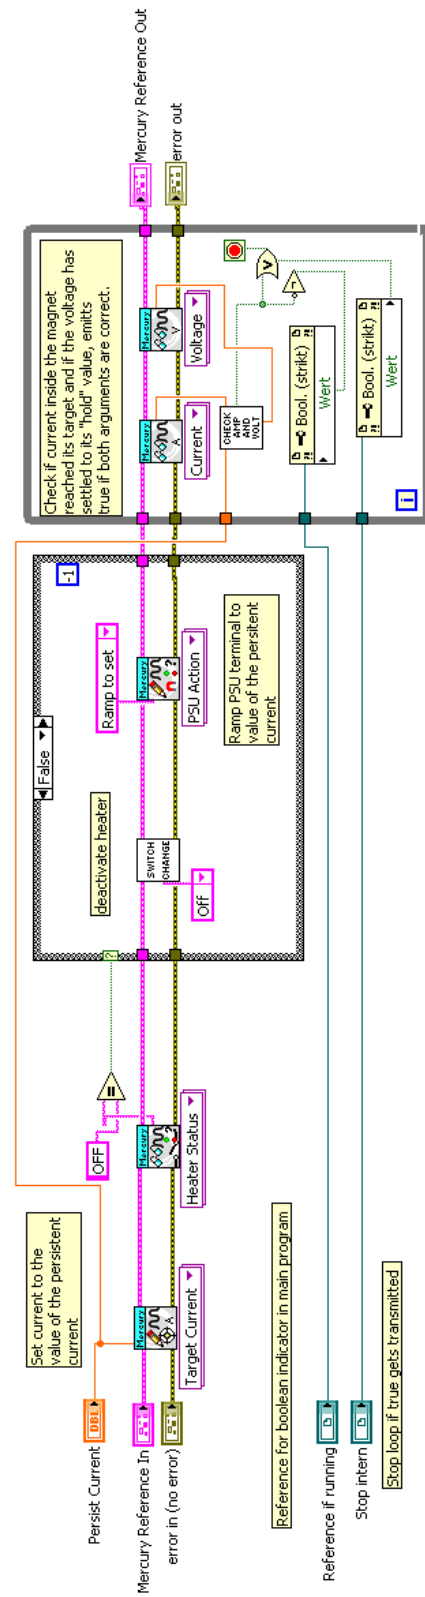 Persist Current
DBL
Mercury Reference In
error in (no error)
Set current to the
value of the persistent
current
Mercury
A
Target Current
OFF
=
Mercury
?
Heater Status
?
False
deactivate heater
SWITCH
CHANGE
Off
Ramp to set
Mercury
?
PSU Action
Ramp PSU terminal to
value of the persitent
current
-1
Check if current inside the magnet
reached its target and if the voltage has
settled to its "hold" value, emitts
true if both arguments are correct.
Mercury
A
Current
Mercury
V
Voltage
CHECK
AMP
AND
VOLT
V
?!
Bool. (strikt)
?!
Wert
?!
Bool. (strikt)
?!
Wert
i
Mercury Reference Out
error out
Reference for boolean indicator in main program
Reference if running
Stop intern
Stop loop if true gets transmitted